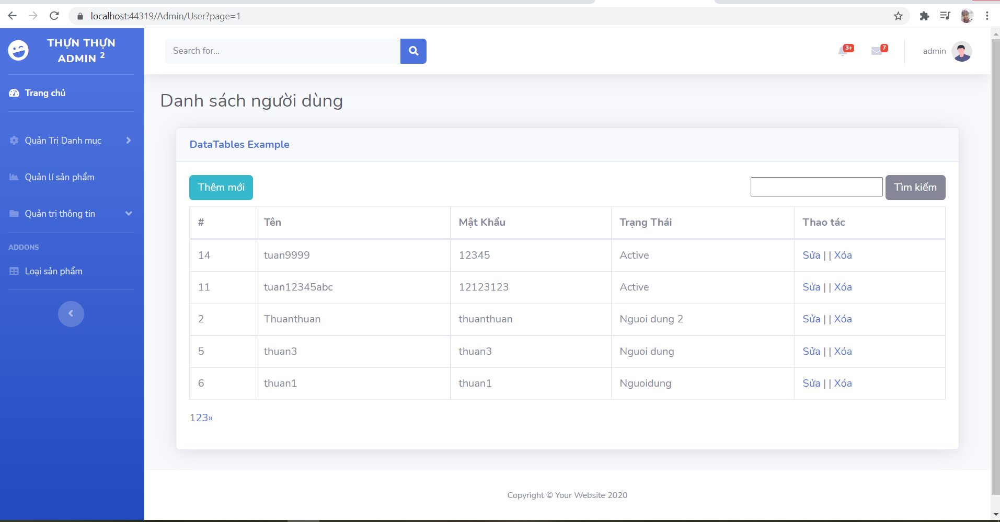 localhost:44319/Admin/User?page=1
THỰN THỰN
ADMIN 2
Search for...
3+
7
admin
Trang chủ
Quản Trị Danh mục
Quản lí sản phẩm
Quản trị thông tin
ADDONS
Loại sản phẩm
Danh sách người dùng
DataTables Example
Thêm mới
Tìm kiếm
# Tên Mật Khẩu Trạng Thái Thao tác
14 tuan9999 12345 Active Sửa | | Xóa
11 tuan12345abc 12123123 Active Sửa | | Xóa
2 Thuanthuan thuanthuan Nguoi dung 2 Sửa | | Xóa
5 thuan3 thuan3 Nguoi dung Sửa | | Xóa
6 thuan1 thuan1 Nguoidung Sửa | | Xóa
123»
Copyright © Your Website 2020